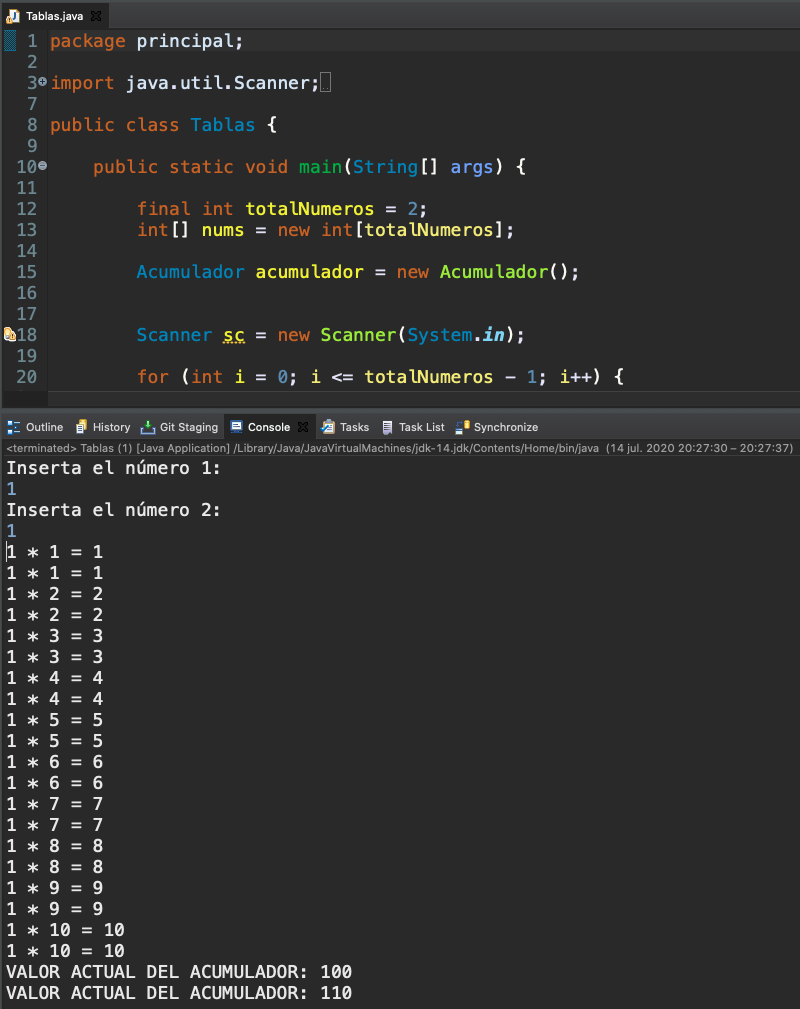 Tablas.java
1 package principal;
2
3 import java.util.Scanner;
7
8 public class Tablas {
9
10 public static void main(String[] args) {
11
12 final int totalNumeros = 2;
13 int[] nums = new int[totalNumeros];
14
15 Acumulador acumulador = new Acumulador();
16
17
18 Scanner sc = new Scanner(System.in);
19
20 for (int i = 0; i <= totalNumeros - 1; i++) {
Outline History Git Staging Console Tasks Task List Synchronize
<terminated> Tablas (1) [Java Application] /Library/Java/JavaVirtualMachines/jdk-14.jdk/Contents/Home/bin/java (14 jul. 2020 20:27:30 – 20:27:37)
Inserta el número 1:
1
Inserta el número 2:
1
1 * 1 = 1
1 * 1 = 1
1 * 2 = 2
1 * 2 = 2
1 * 3 = 3
1 * 3 = 3
1 * 4 = 4
1 * 4 = 4
1 * 5 = 5
1 * 5 = 5
1 * 6 = 6
1 * 6 = 6
1 * 7 = 7
1 * 7 = 7
1 * 8 = 8
1 * 8 = 8
1 * 9 = 9
1 * 9 = 9
1 * 10 = 10
1 * 10 = 10
VALOR ACTUAL DEL ACUMULADOR: 100
VALOR ACTUAL DEL ACUMULADOR: 110